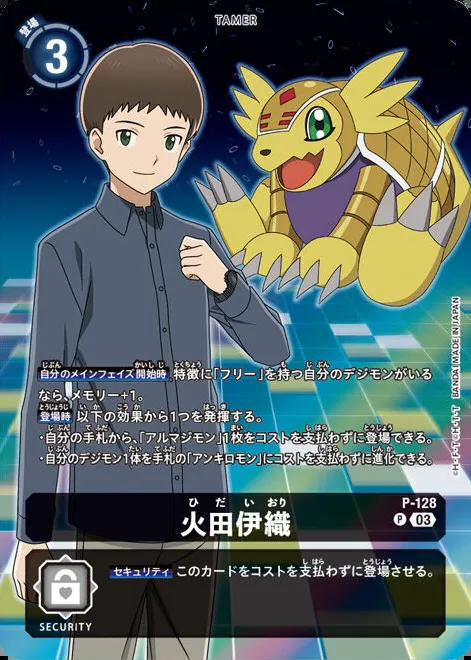 TAMER
登場
3
自分のメインフェイズ開始時 特徴に「フリー」を持つ自分のデジモンがいる
なら、メモリー+1。
登場時 以下の効果から1つを発揮する。
・自分の手札から、「アルマジモン」1枚をコストを支払わずに登場できる。
・自分のデジモン1体を手札の「アンキロモン」にコストを支払わずに進化できる。
P-128
P 03
ひだいおり
火田伊織
セキュリティ このカードをコストを支払わずに登場させる。
SECURITY
BANDAI MADE IN JAPAN